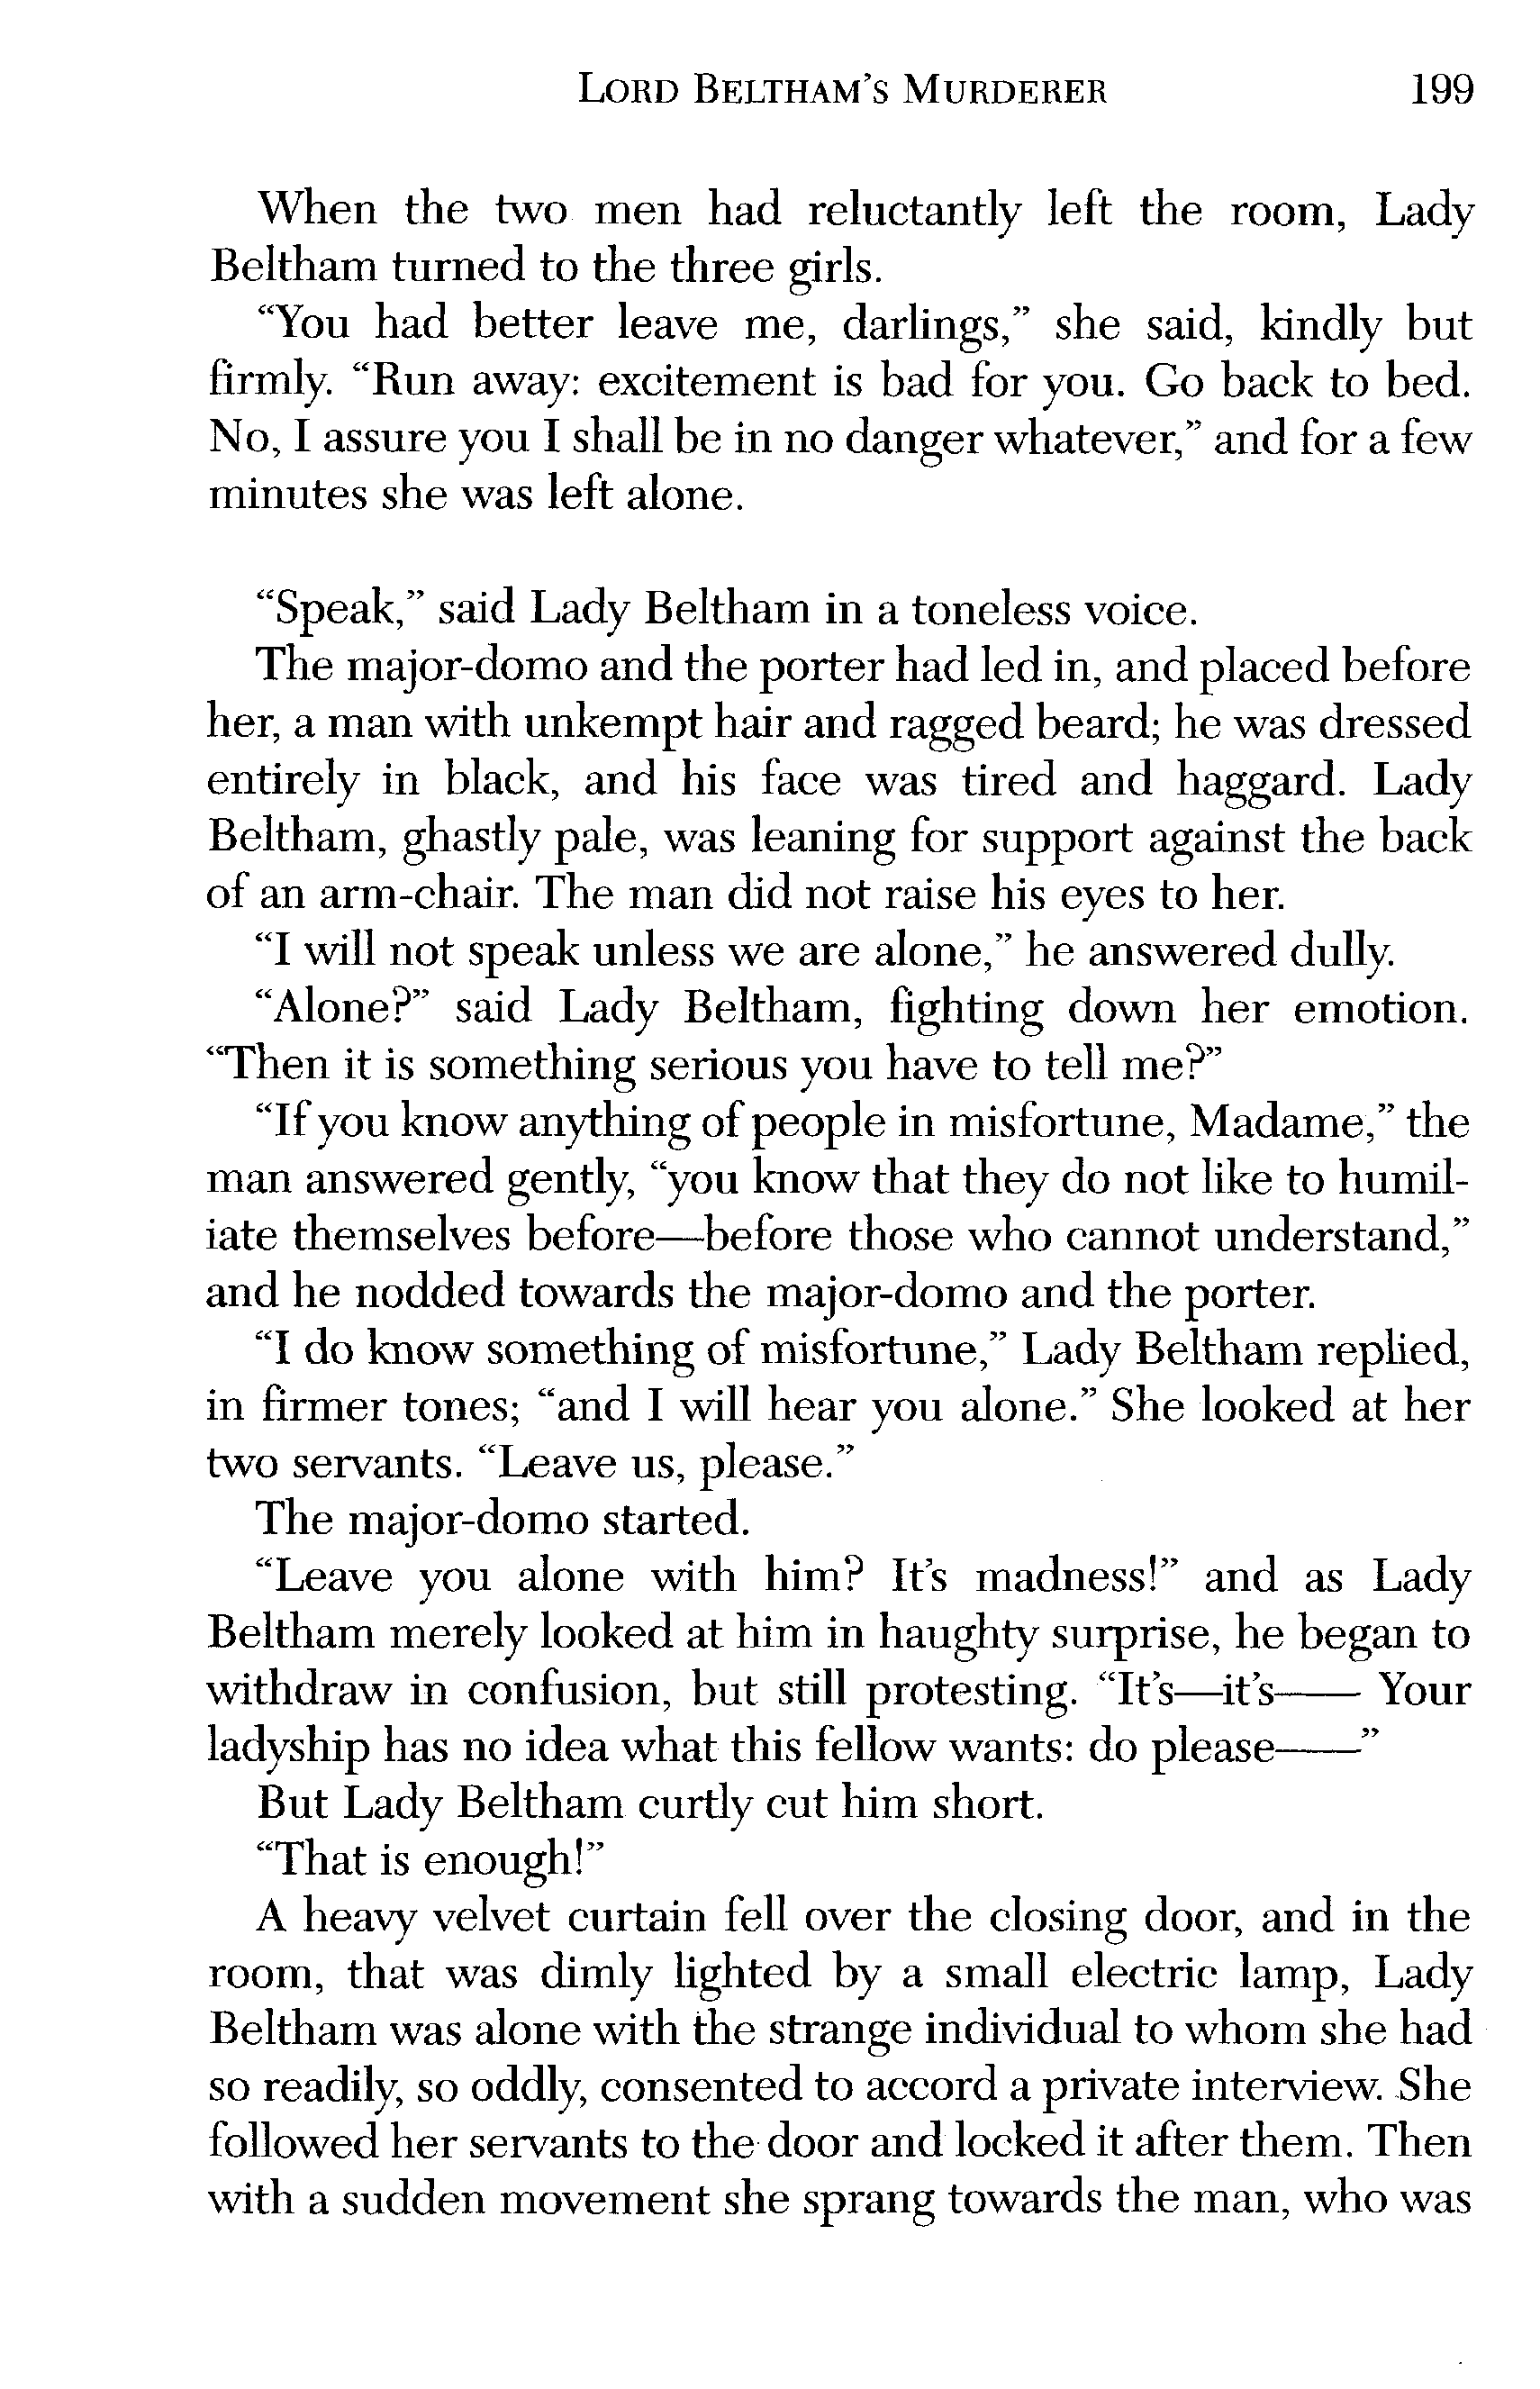 LORD BELTHAM'S MURDERER 199
When the two men had reluctantly left the room, Lady
Beltham turned to the three girls.
“You had better leave me, darlings,” she said, kindly but
firmly. “Run away: excitement is bad for you. Go back to bed.
No, I assure you I shall be in no danger whatever,” and for a few
minutes she was left alone.
“Speak,” said Lady Beltham in a toneless voice.
The major-domo and the porter had led in, and placed before
her, a man with unkempt hair and ragged beard; he was dressed
entirely in black, and his face was tired and haggard. Lady
Beltham, ghastly pale, was leaning for support against the back
of an arm-chair. The man did not raise his eyes to her.
“I will not speak unless we are alone,” he answered dully.
“Alone?” said Lady Beltham, fighting down her emotion.
“Then it is something serious you have to tell me?”
“If you know anything of people in misfortune, Madame,” the
man answered gently, “you know that they do not like to humil-
iate themselves before—before those who cannot understand,”
and he nodded towards the major-domo and the porter.
“I do know something of misfortune,” Lady Beltham replied,
in firmer tones; “and I will hear you alone.” She looked at her
two servants. “Leave us, please.”
The major-domo started.
“Leave you alone with him? It’s madness!” and as Lady
Beltham merely looked at him in haughty surprise, he began to
withdraw in confusion, but still protesting. “It’s—it’s—— Your
ladyship has no idea what this fellow wants: do please——”
But Lady Beltham curtly cut him short.
“That is enough!”
A heavy velvet curtain fell over the closing door, and in the
room, that was dimly lighted by a small electric lamp, Lady
Beltham was alone with the strange individual to whom she had
so readily, so oddly, consented to accord a private interview. She
followed her servants to the door and locked it after them. Then
with a sudden movement she sprang towards the man, who was